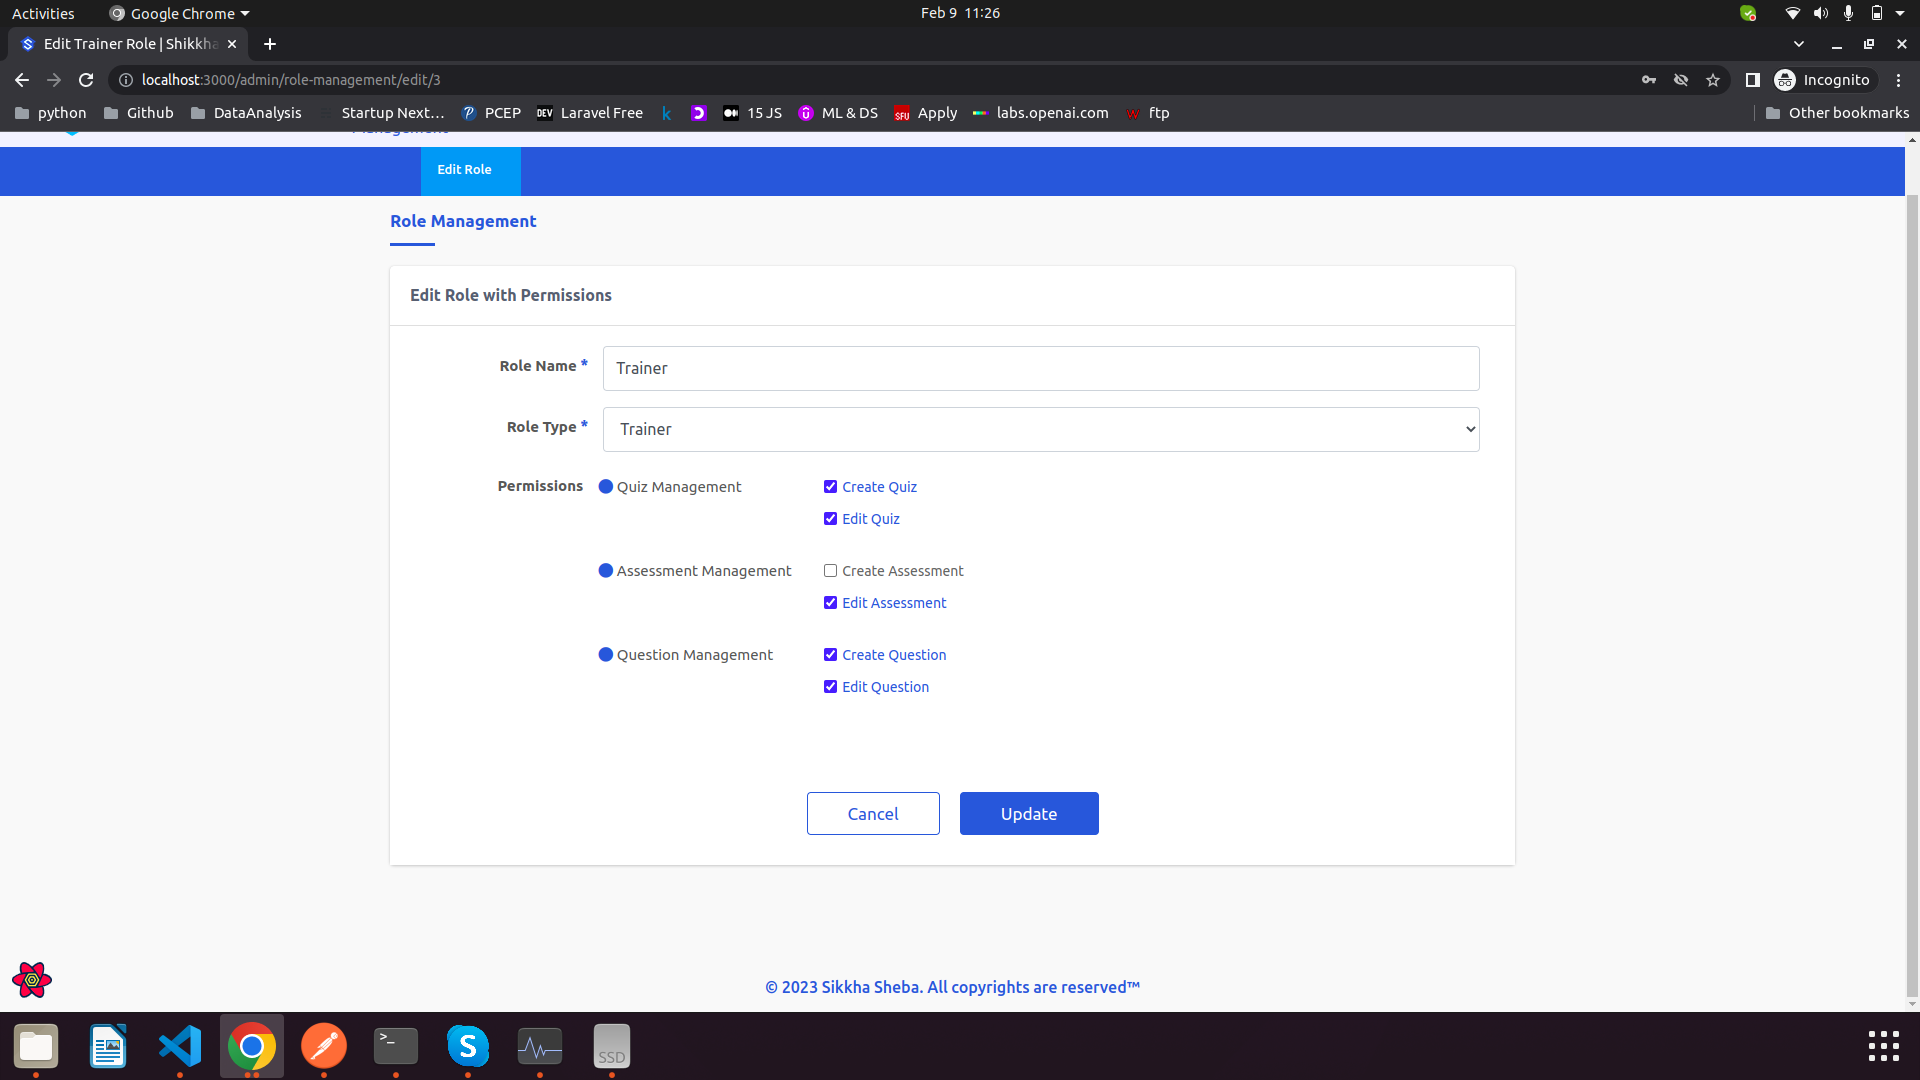 Activities
Google Chrome
Feb 9 11:26
Edit Trainer Role | Shikkha
localhost:3000/admin/role-management/edit/3
Incognito
python
Github
DataAnalysis
Startup Next...
PCEP
DEV
Laravel Free
k
15 JS
ML & DS
SFU
Apply
labs.openai.com
ftp
Other bookmarks
Management
Edit Role
Role Management
Edit Role with Permissions
Role Name *
Trainer
Role Type *
Trainer
Permissions
Quiz Management
Create Quiz
Edit Quiz
Assessment Management
Create Assessment
Edit Assessment
Question Management
Create Question
Edit Question
Cancel
Update
© 2023 Sikkha Sheba. All copyrights are reserved™
>_
S
SSD